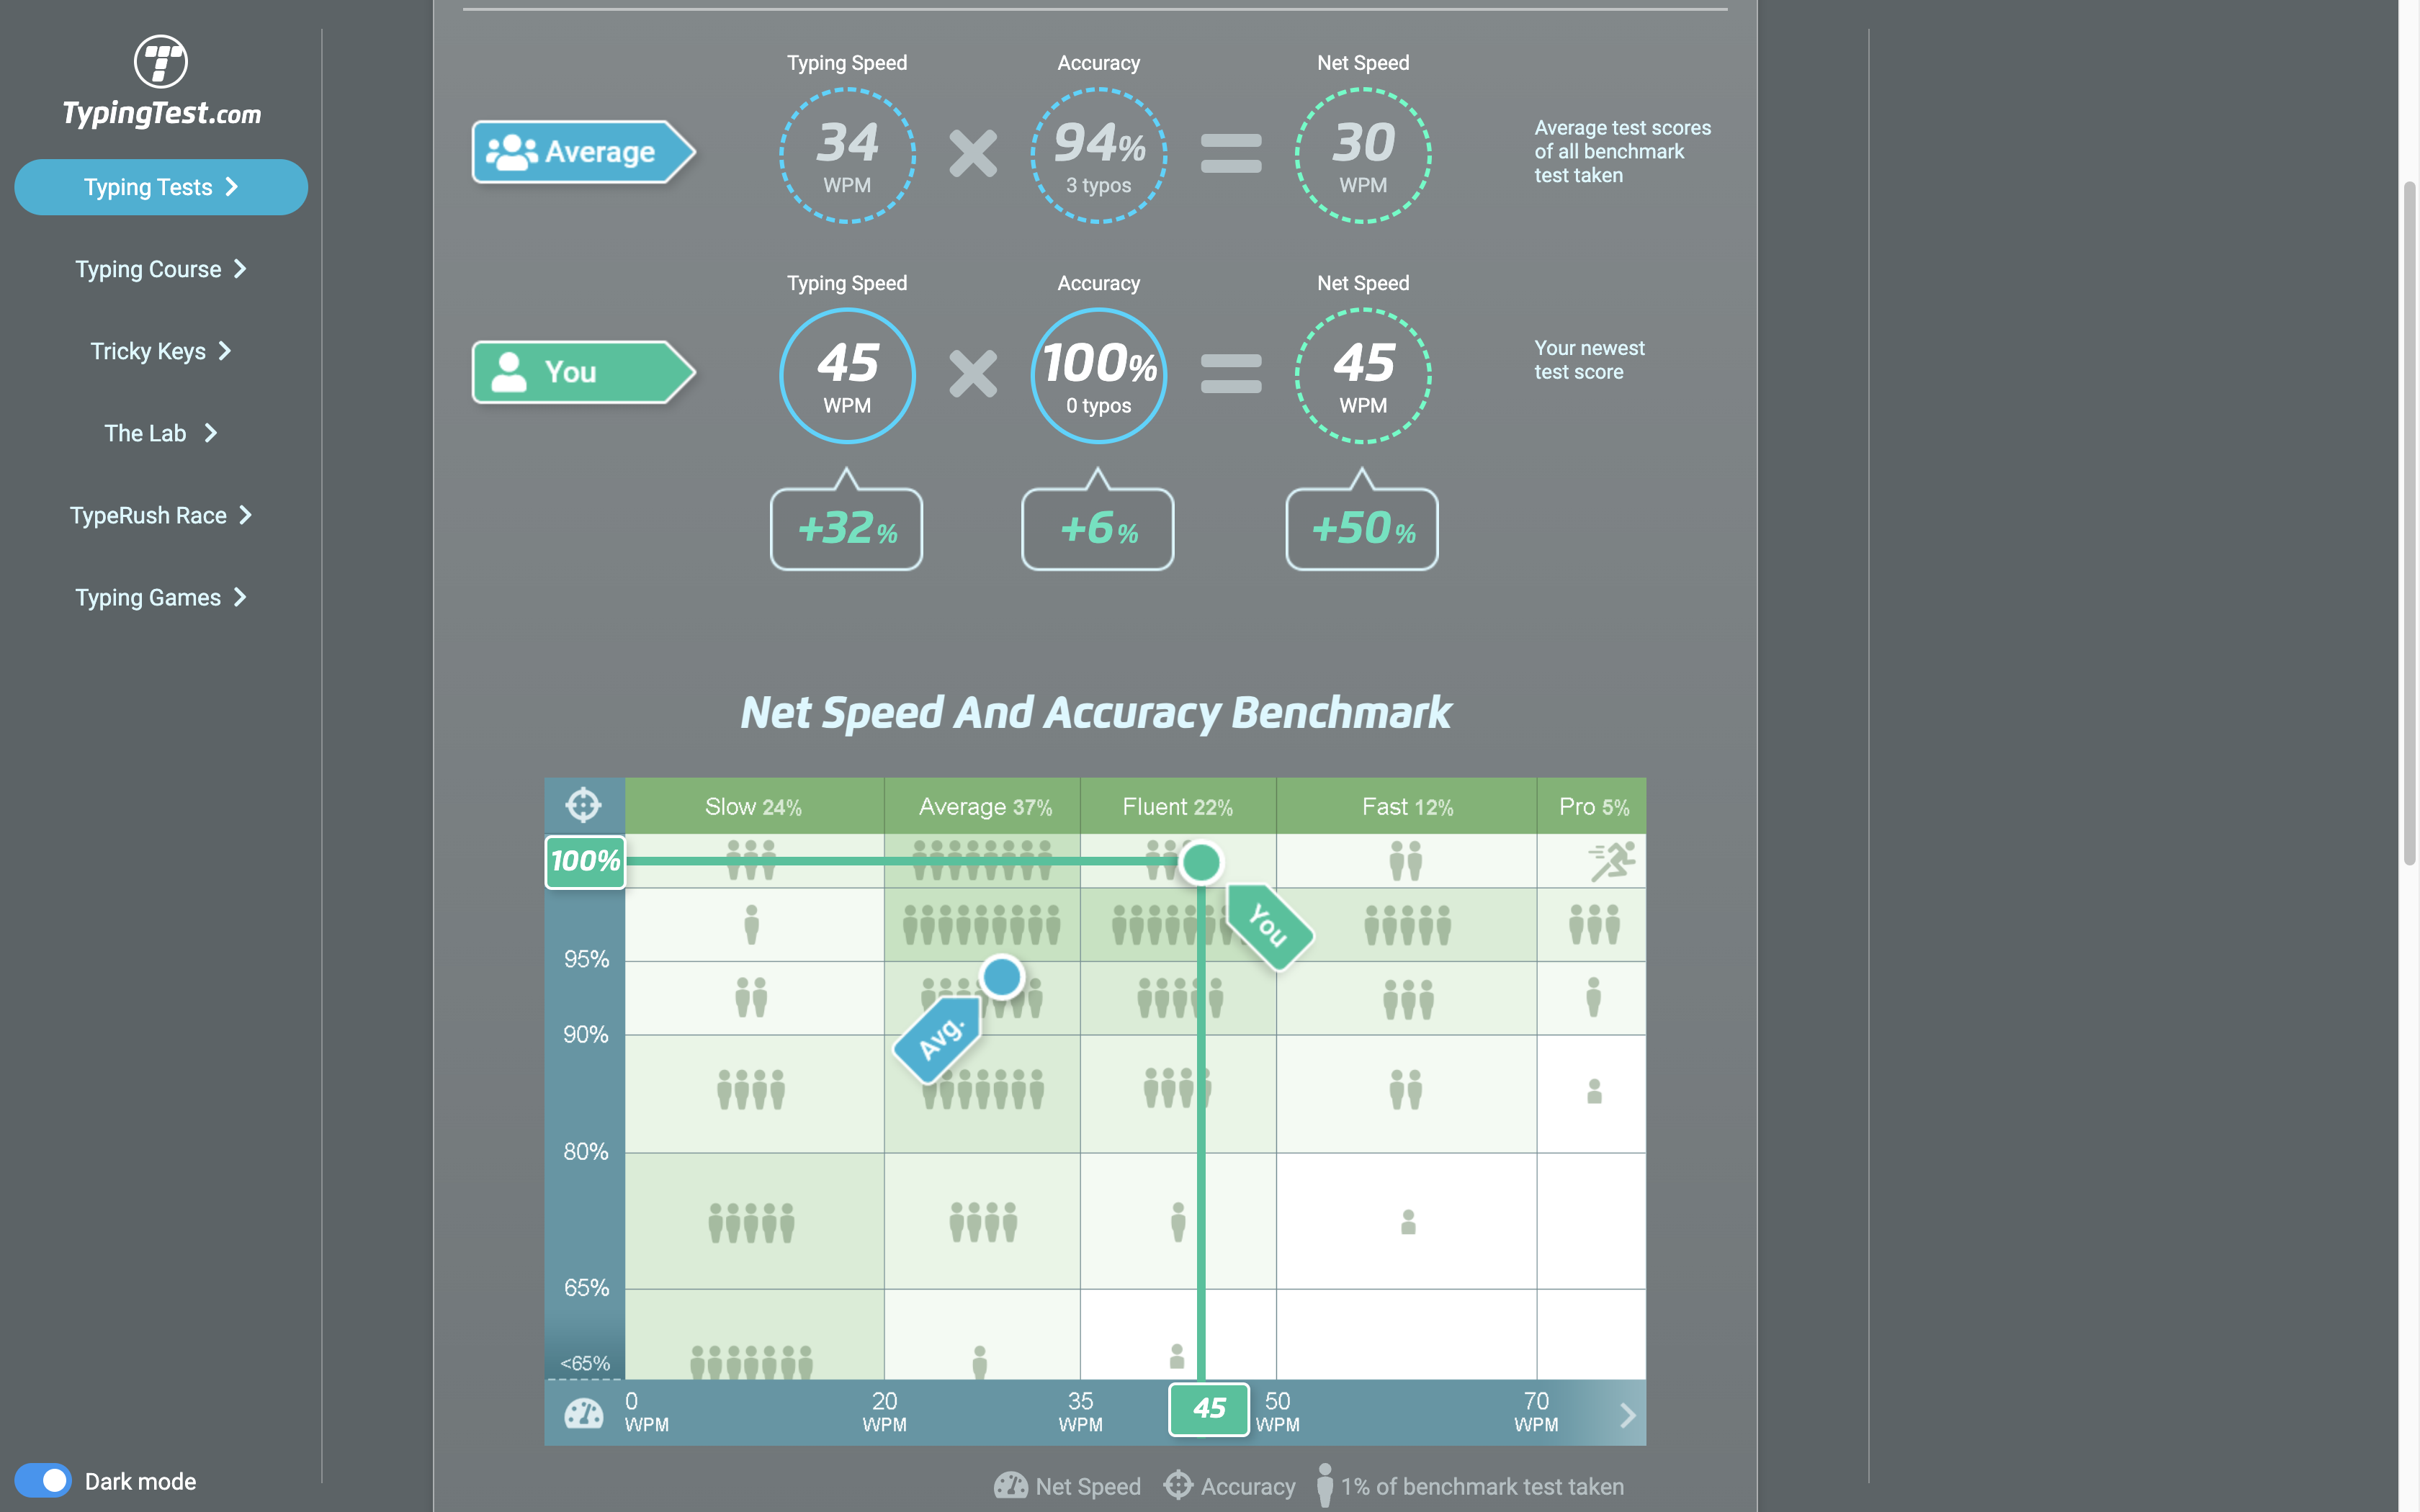 TypingTest.com
Typing Tests
Typing Course
Tricky Keys
The Lab
TypeRush Race
Typing Games
Dark mode
Typing Speed
Accuracy
Net Speed
Average
34
WPM
94%
3 typos
30
WPM
Average test scores
of all benchmark
test taken
Typing Speed
Accuracy
Net Speed
You
45
WPM
100%
0 typos
45
WPM
Your newest
test score
+32%
+6%
+50%
Net Speed And Accuracy Benchmark
Slow 24%
Average 37%
Fluent 22%
Fast 12%
Pro 5%
100%
You
95%
Avg.
90%
80%
65%
<65%
0
WPM
20
WPM
35
WPM
45
50
WPM
70
WPM
Net Speed
Accuracy
1% of benchmark test taken